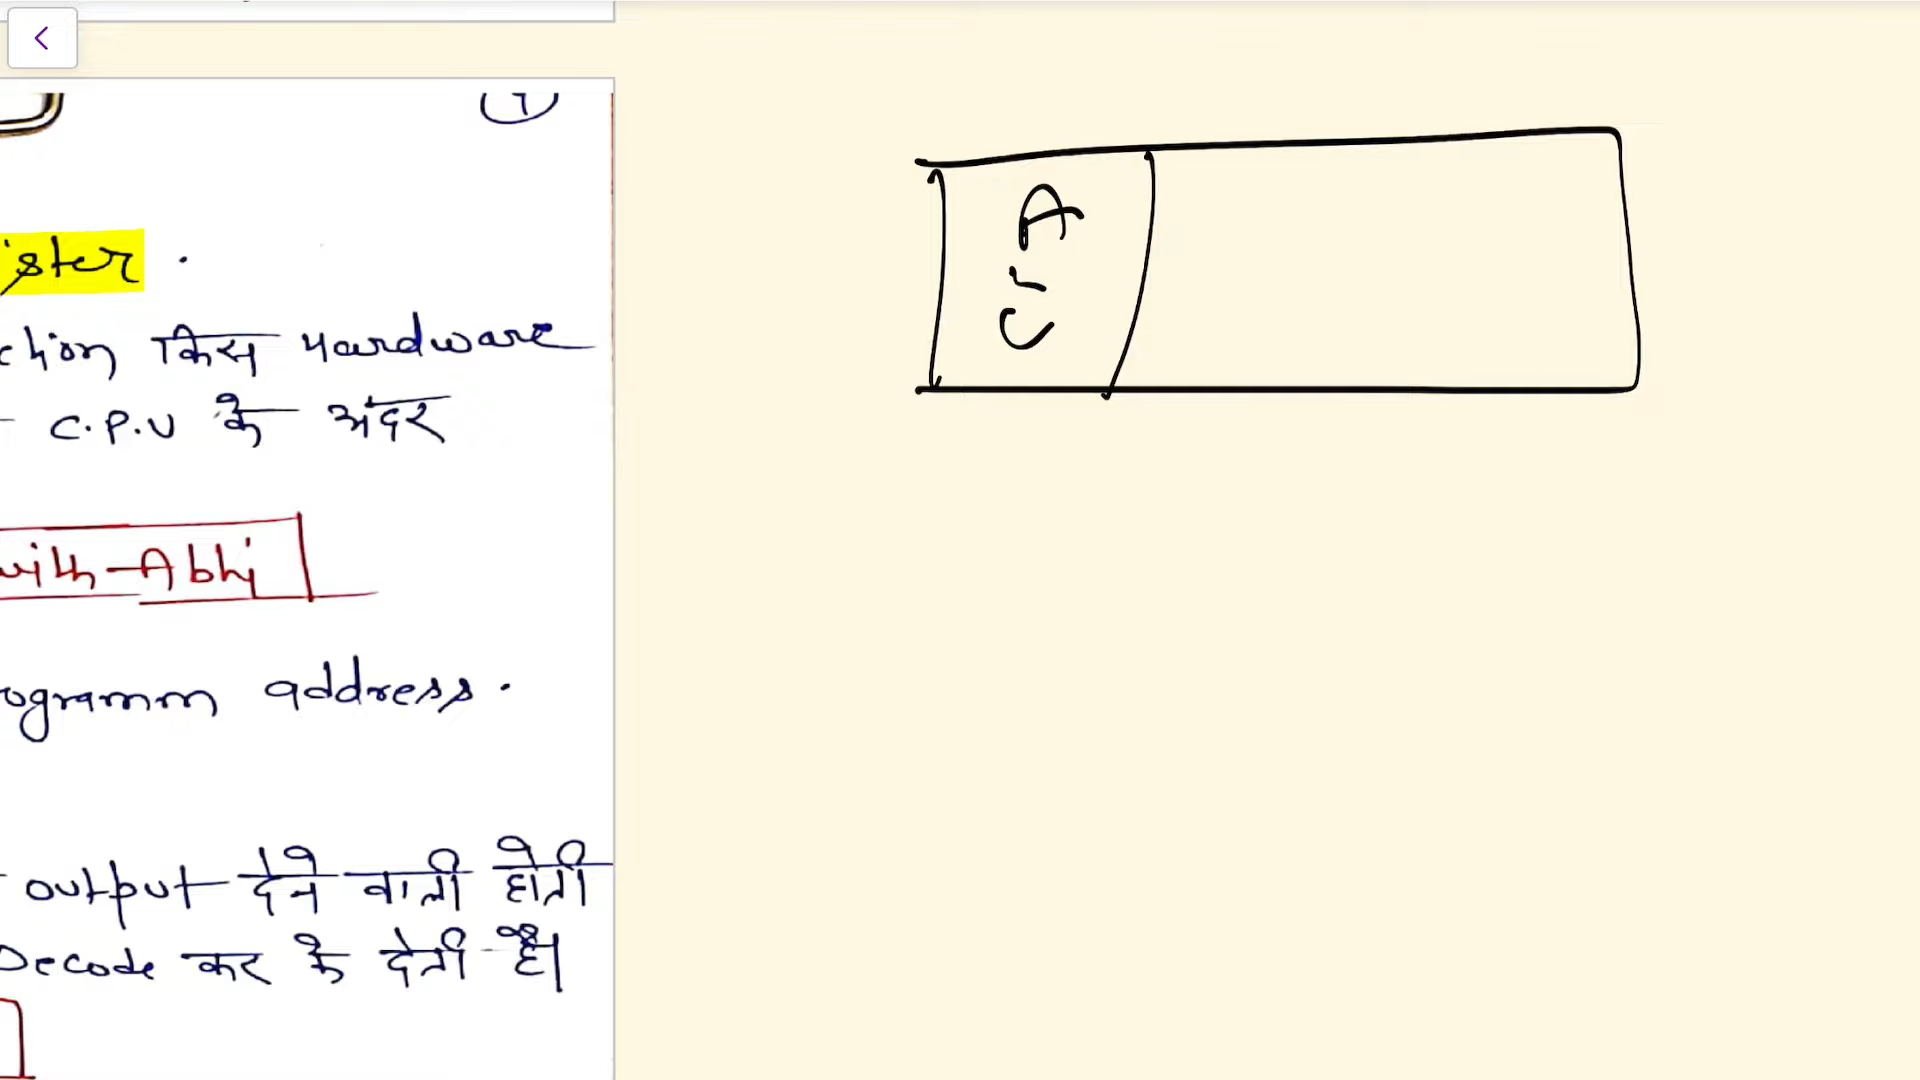 1
ister .
ction किस Hardware
C.P.U के अंदर
with-Abhi
ogramm address.
output देने वाली होती
Decode कर के देती है।